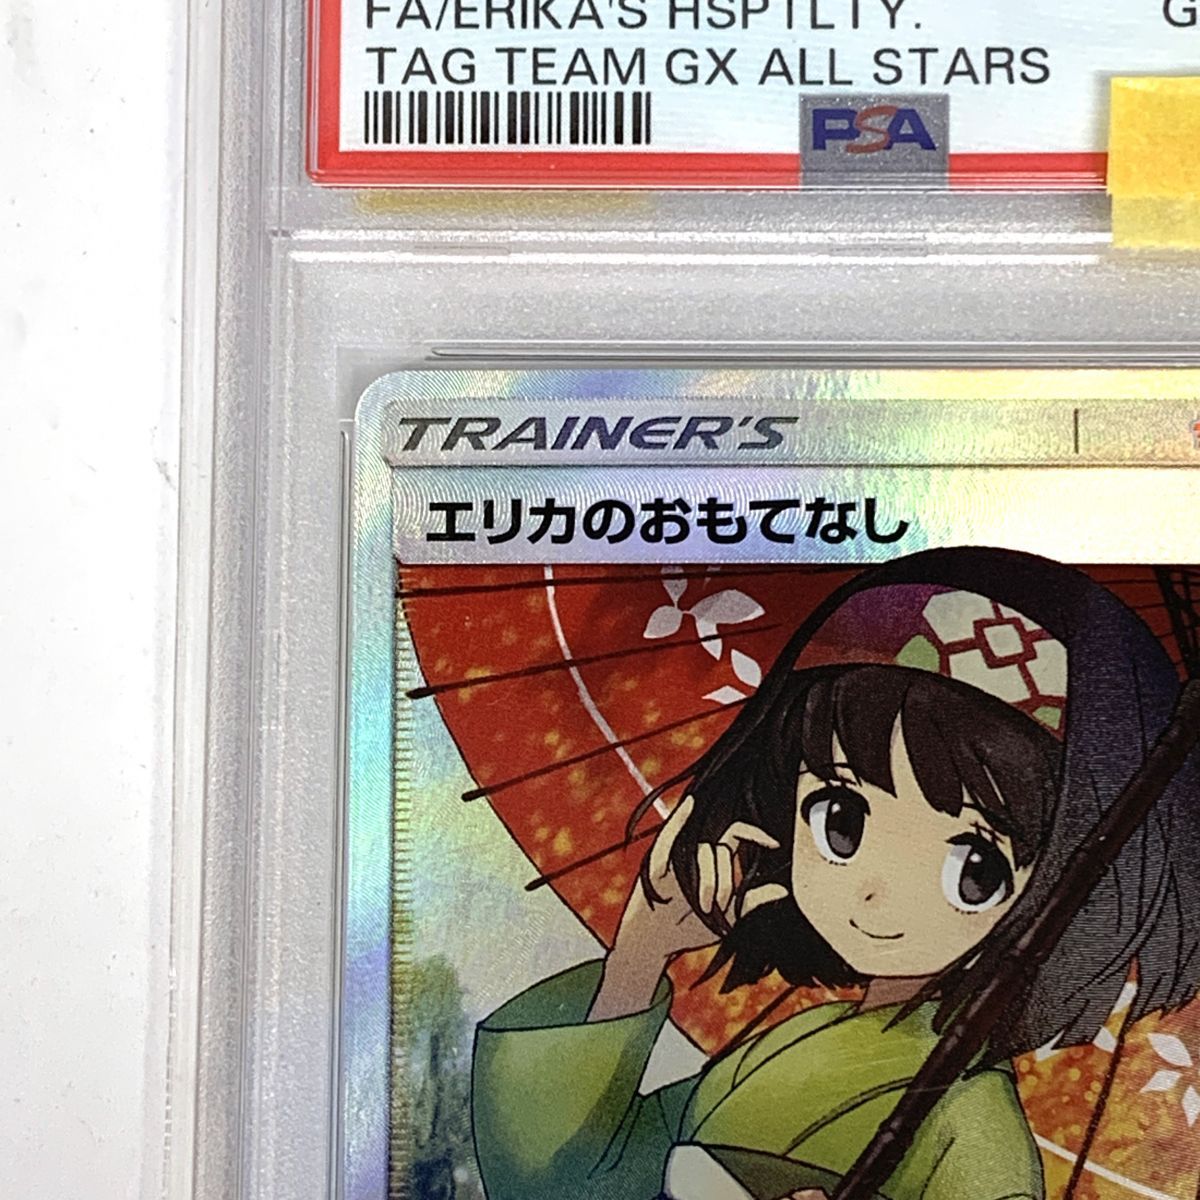 FA/ERIKA'S HSPTLTY.
TAG TEAM GX ALL STARS
PSA
TRAINER'S
エリカのおもてなし